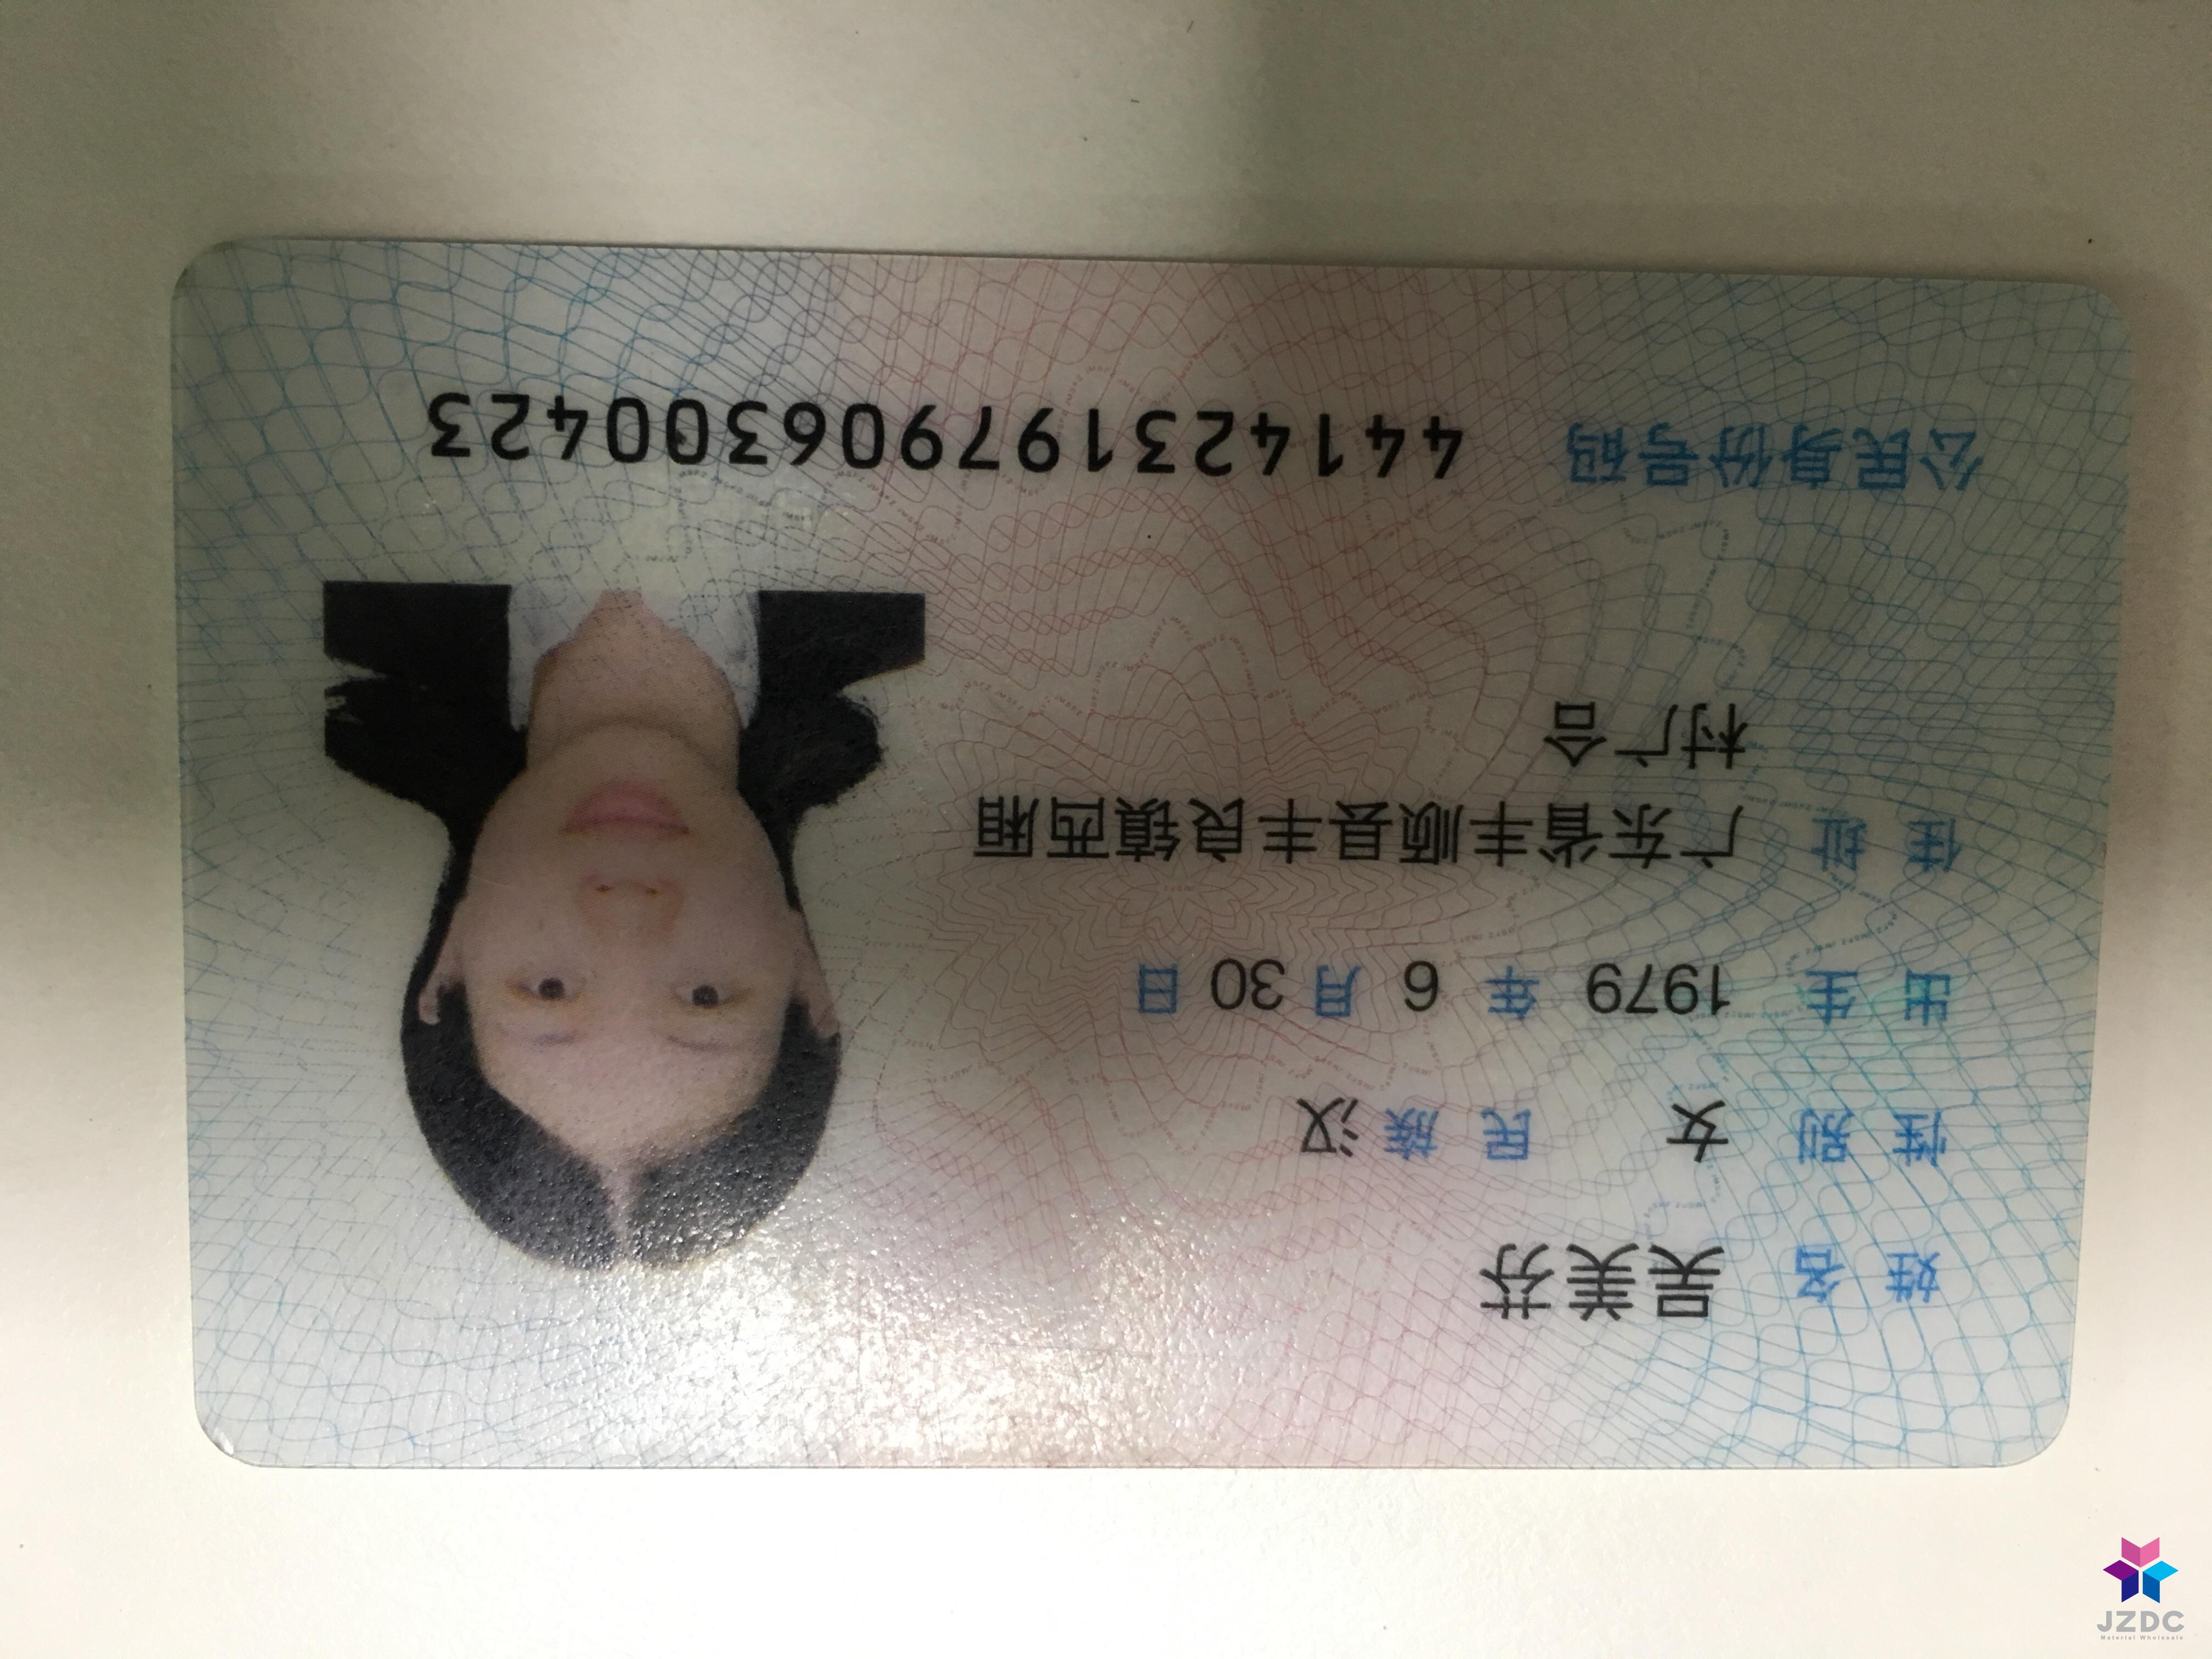 姓名 吴美芬
性别 女 民族 汉
出生 1979 年 6 月 30 日
住址 广东省丰顺县丰良镇西厢
村广合
公民身份号码 441423197906300423
JZDC
Material Wholesale